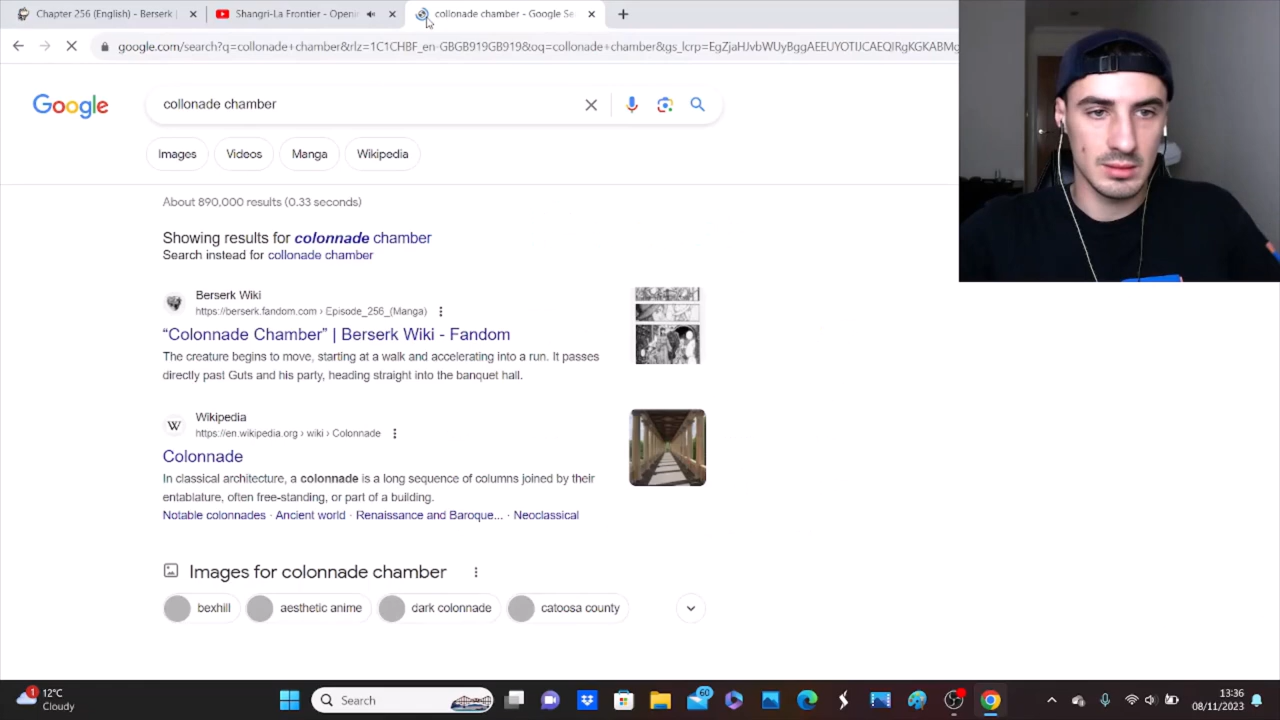 Chapter 256 (English) - Berserk |
Shangri-La Frontier - Openin
collonade chamber - Google Se
google.com/search?q=collonade+chamber&rlz=1C1CHBF_en-GBGB919GB919&oq=collonade+chamber&gs_lcrp=EgZjaHJvbWUyBggAEEUYOTIJCAEQIRgKGKABMg
Google
collonade chamber
Images
Videos
Manga
Wikipedia
About 890,000 results (0.33 seconds)
Showing results for colonnade chamber
Search instead for collonade chamber
Berserk Wiki
https://berserk.fandom.com › Episode_256_(Manga)
“Colonnade Chamber” | Berserk Wiki - Fandom
The creature begins to move, starting at a walk and accelerating into a run. It passes
directly past Guts and his party, heading straight into the banquet hall.
W
Wikipedia
https://en.wikipedia.org › wiki › Colonnade
Colonnade
In classical architecture, a colonnade is a long sequence of columns joined by their
entablature, often free-standing, or part of a building.
Notable colonnades · Ancient world · Renaissance and Baroque... · Neoclassical
Images for colonnade chamber
bexhill
aesthetic anime
dark colonnade
catoosa county
1
12°C
Cloudy
Search
60
13:36
08/11/2023